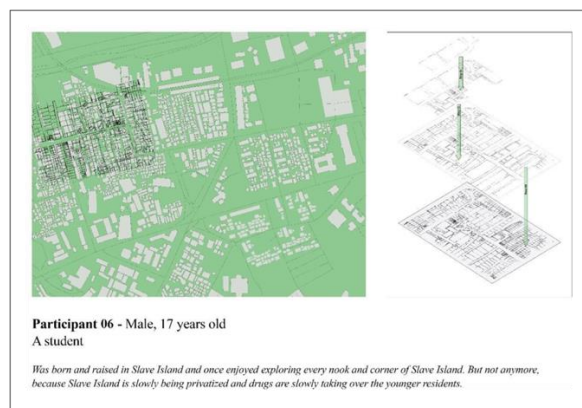 Participant 06 - Male, 17 years old
A student
Was born and raised in Slave Island and once enjoyed exploring every nook and corner of Slave Island. But not anymore,
because Slave Island is slowly being privatized and drugs are slowly taking over the younger residents.